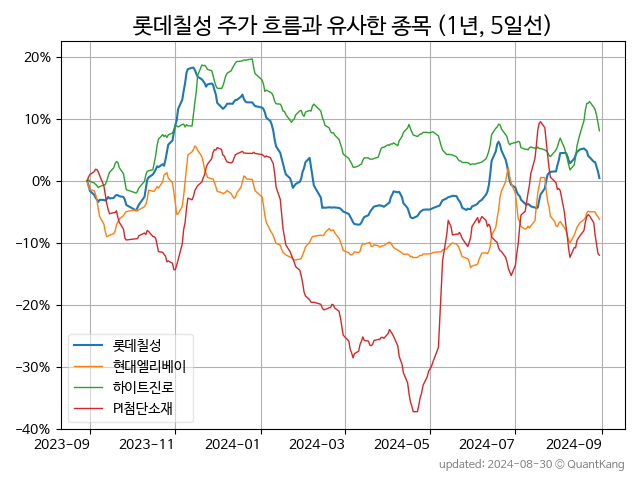 롯데칠성 주가 흐름과 유사한 종목 (1년, 5일선)
20%
10%
0%
−10%
−20%
−30%
−40%
롯데칠성
현대엘리베이
하이트진로
PI첨단소재
2023-09 2023-11 2024-01 2024-03 2024-05 2024-07 2024-09
updated: 2024-08-30 © QuantKang